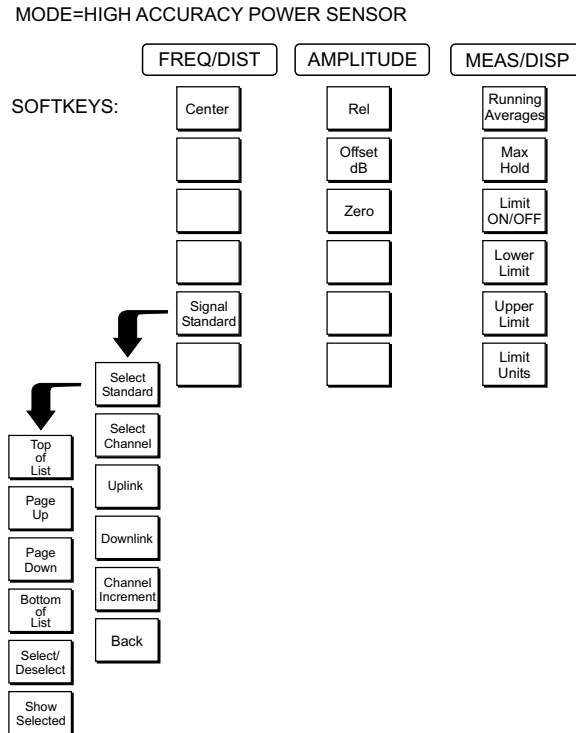 MODE=HIGH ACCURACY POWER SENSOR
FREQ/DIST
AMPLITUDE
MEAS/DISP
SOFTKEYS:
Center
Signal
Standard
Rel
Offset
dB
Zero
Running
Averages
Max
Hold
Limit
ON/OFF
Lower
Limit
Upper
Limit
Limit
Units
Select
Standard
Select
Channel
Uplink
Downlink
Channel
Increment
Back
Top
of
List
Page
Up
Page
Down
Bottom
of
List
Select/
Deselect
Show
Selected